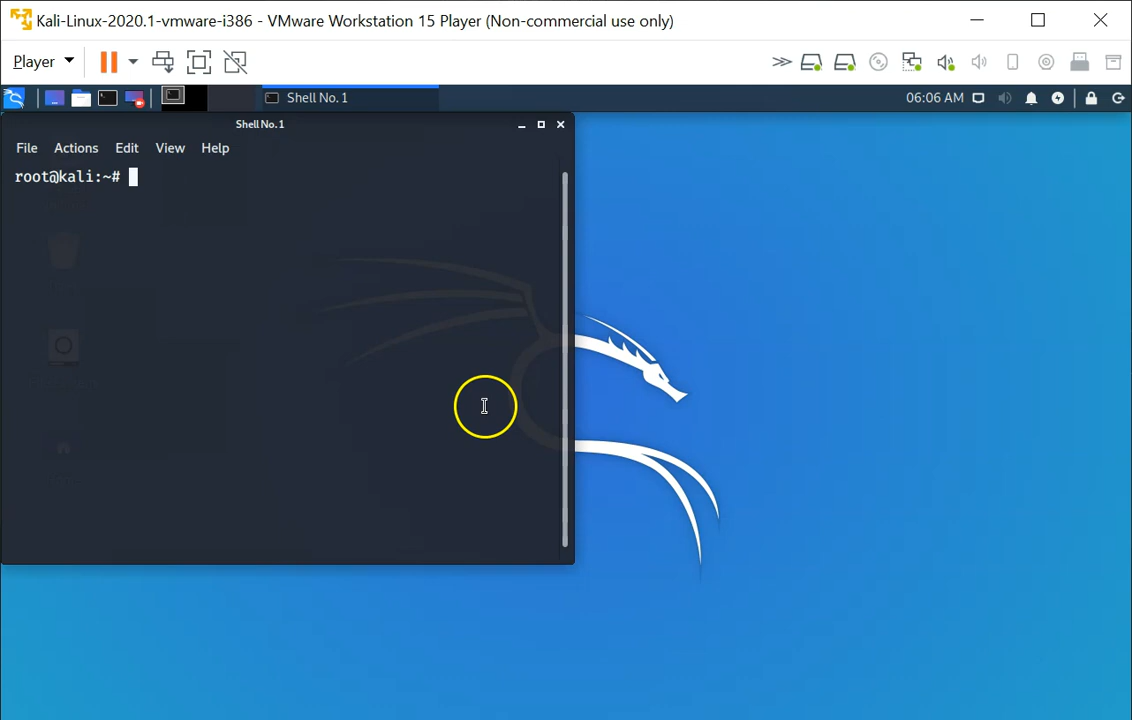 Kali-Linux-2020.1-vmware-i386 - VMware Workstation 15 Player (Non-commercial use only)
Player
Shell No. 1
06:06 AM
Shell No. 1
File Actions Edit View Help
root@kali:~#